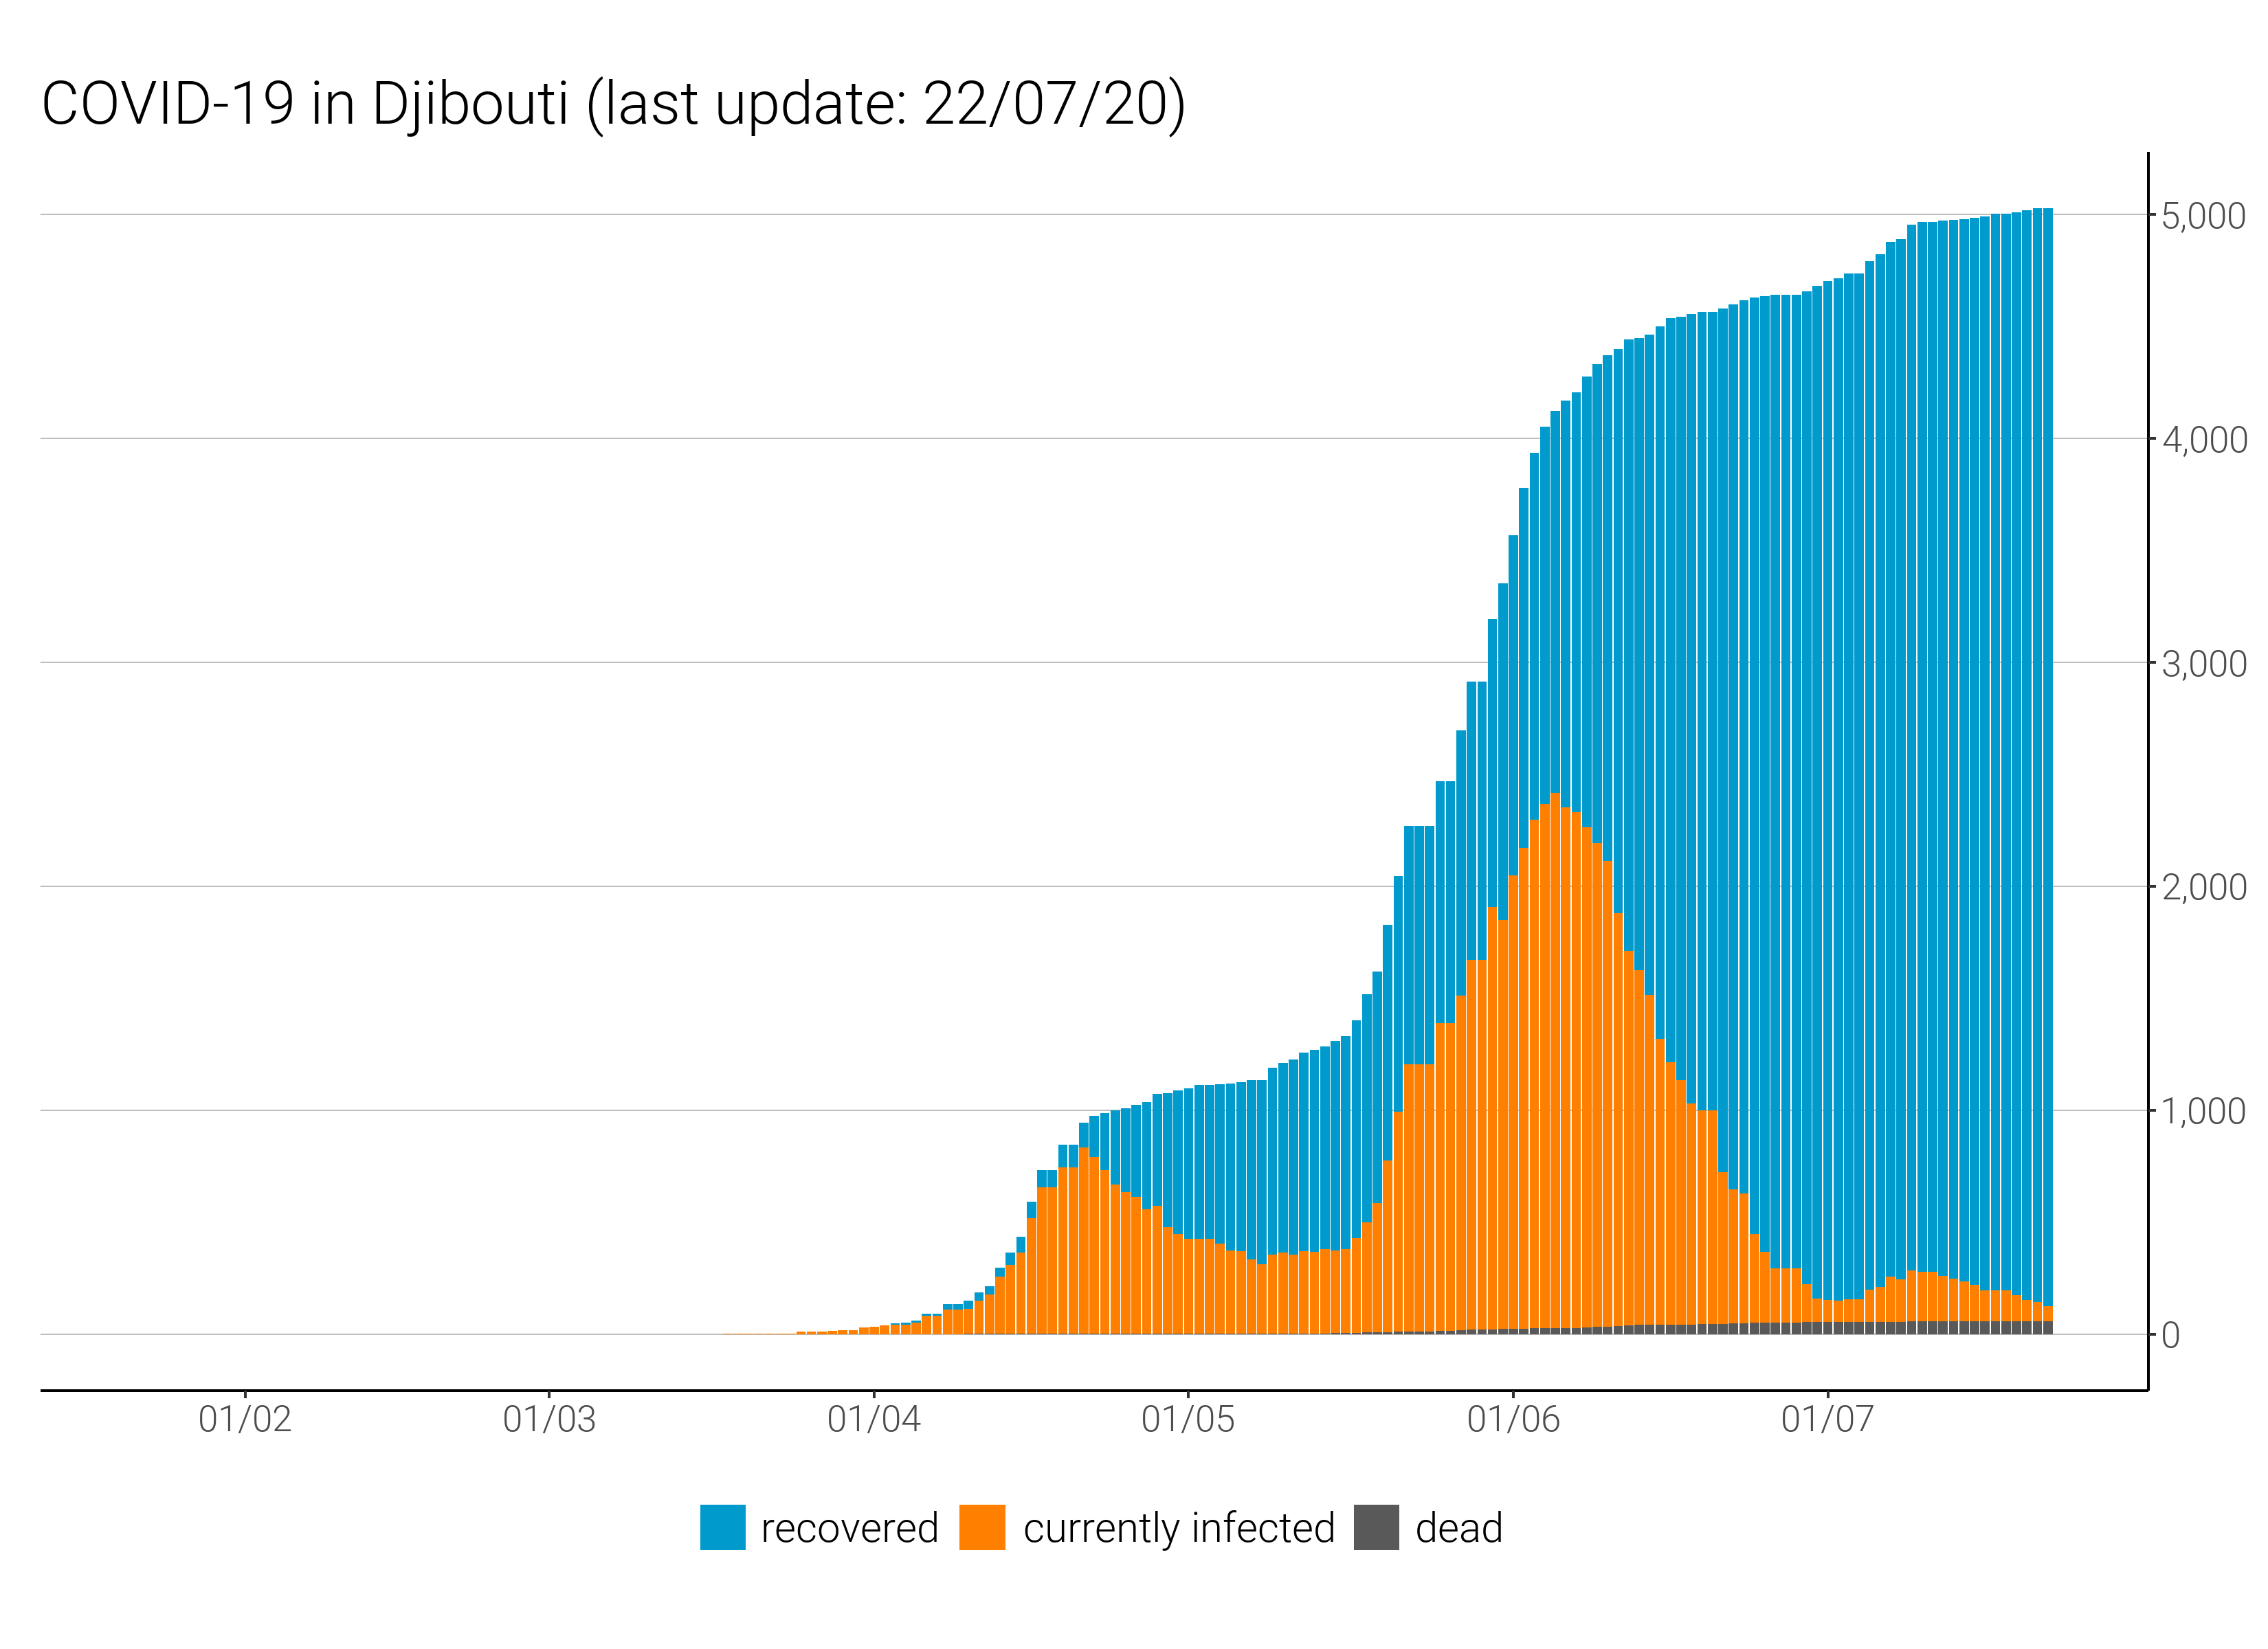 COVID-19 in Djibouti (last update: 22/07/20)
5,000
4,000
3,000
2,000
1,000
0
01/02 01/03 01/04 01/05 01/06 01/07
recovered currently infected dead